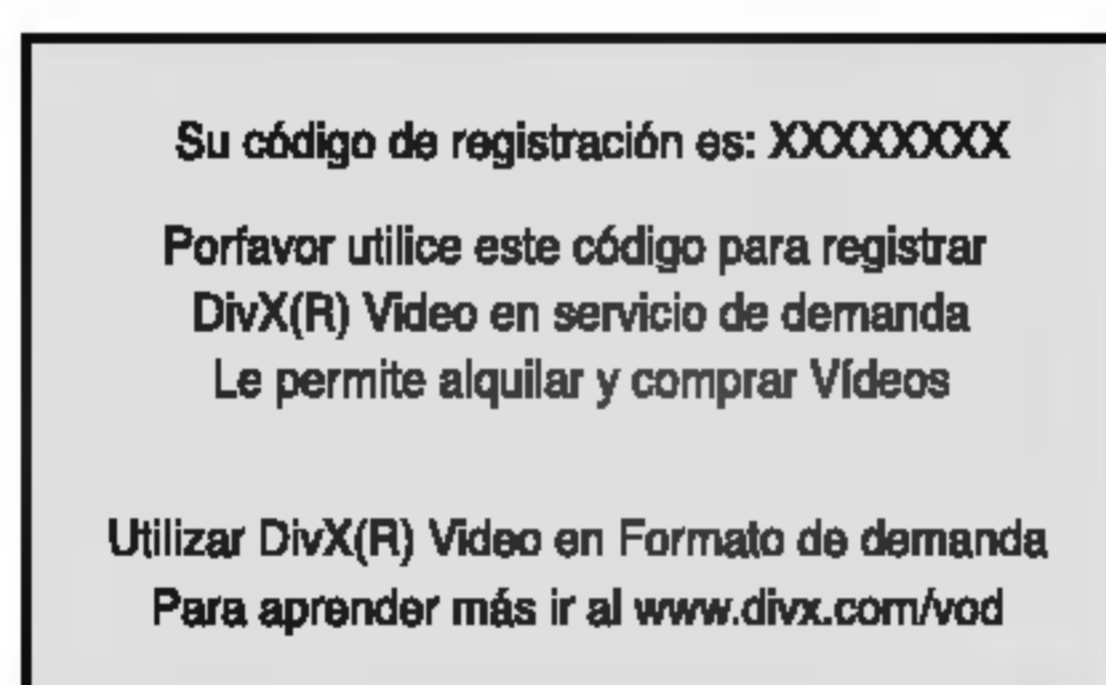 Su código de registración es: XXXXXXXX
Porfavor utilice este código para registrar
DivX(R) Video en servicio de demanda
Le permite alquilar y comprar Vídeos
Utilizar DivX(R) Video en Formato de demanda
Para aprender más ir al www.divx.com/vod